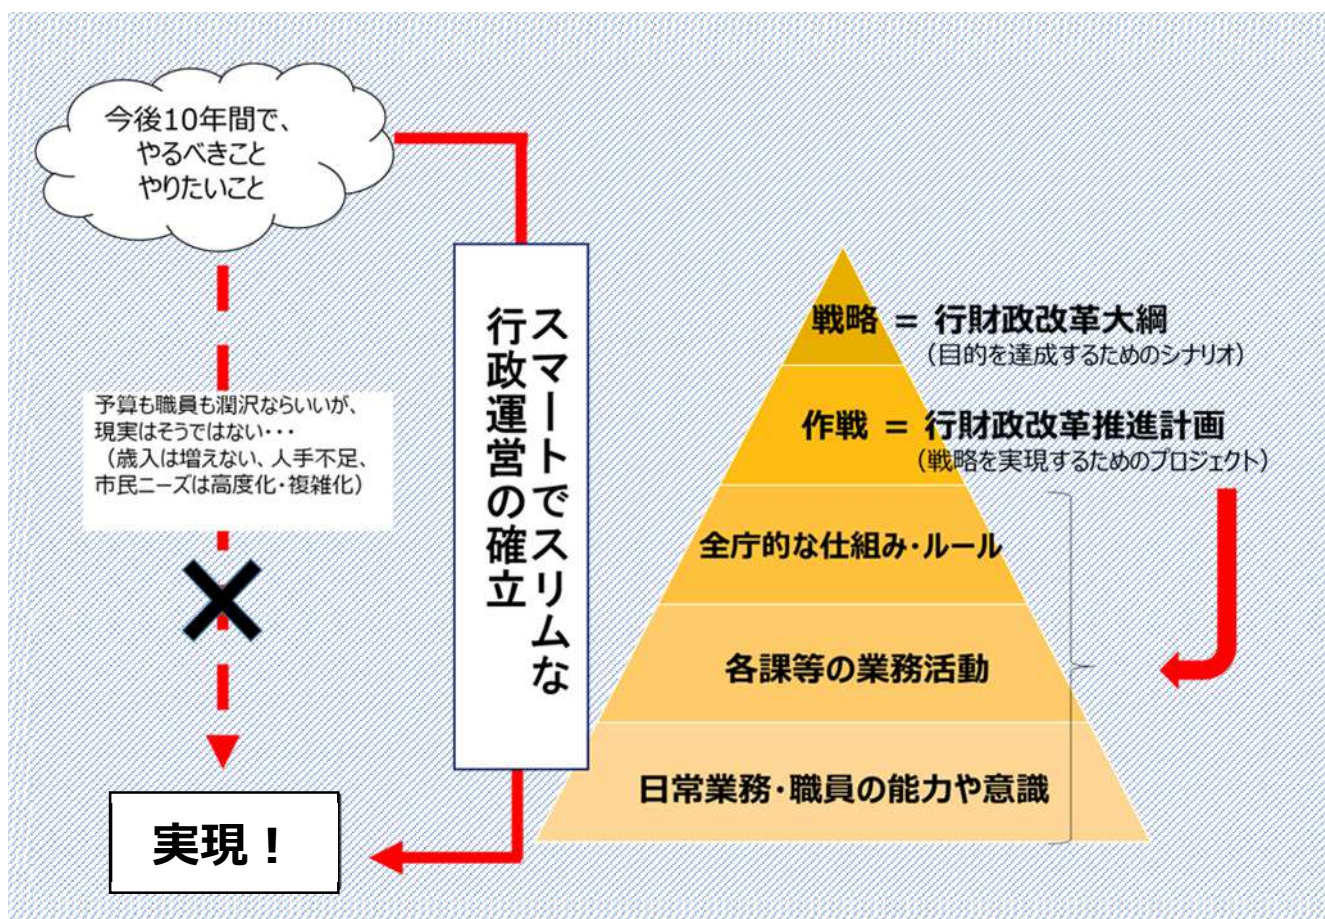 今後10年間で、
やるべきこと
やりたいこと
予算も職員も潤沢ならいいが、
現実はそうではない・・・
（歳入は増えない、人手不足、
市民ニーズは高度化・複雑化）
実現！
スマートでスリムな
行政運営の確立
戦略 ＝ 行財政改革大綱
（目的を達成するためのシナリオ）
作戦 ＝ 行財政改革推進計画
（戦略を実現するためのプロジェクト）
全庁的な仕組み・ルール
各課等の業務活動
日常業務・職員の能力や意識